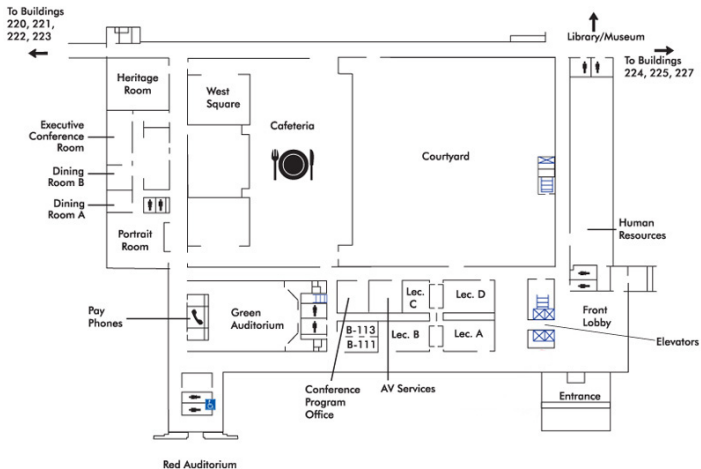 To Buildings
220, 221,
222, 223
Library/Museum
To Buildings
224, 225, 227
Heritage
Room
West
Square
Executive
Conference
Room
Cafeteria
Courtyard
Dining
Room B
Dining
Room A
Portrait
Room
Human
Resources
Pay
Phones
Green
Auditorium
Lec.
C
Lec. D
Front
Lobby
B-113
B-111
Lec. B
Lec. A
Elevators
Conference
Program
Office
AV Services
Entrance
Red Auditorium